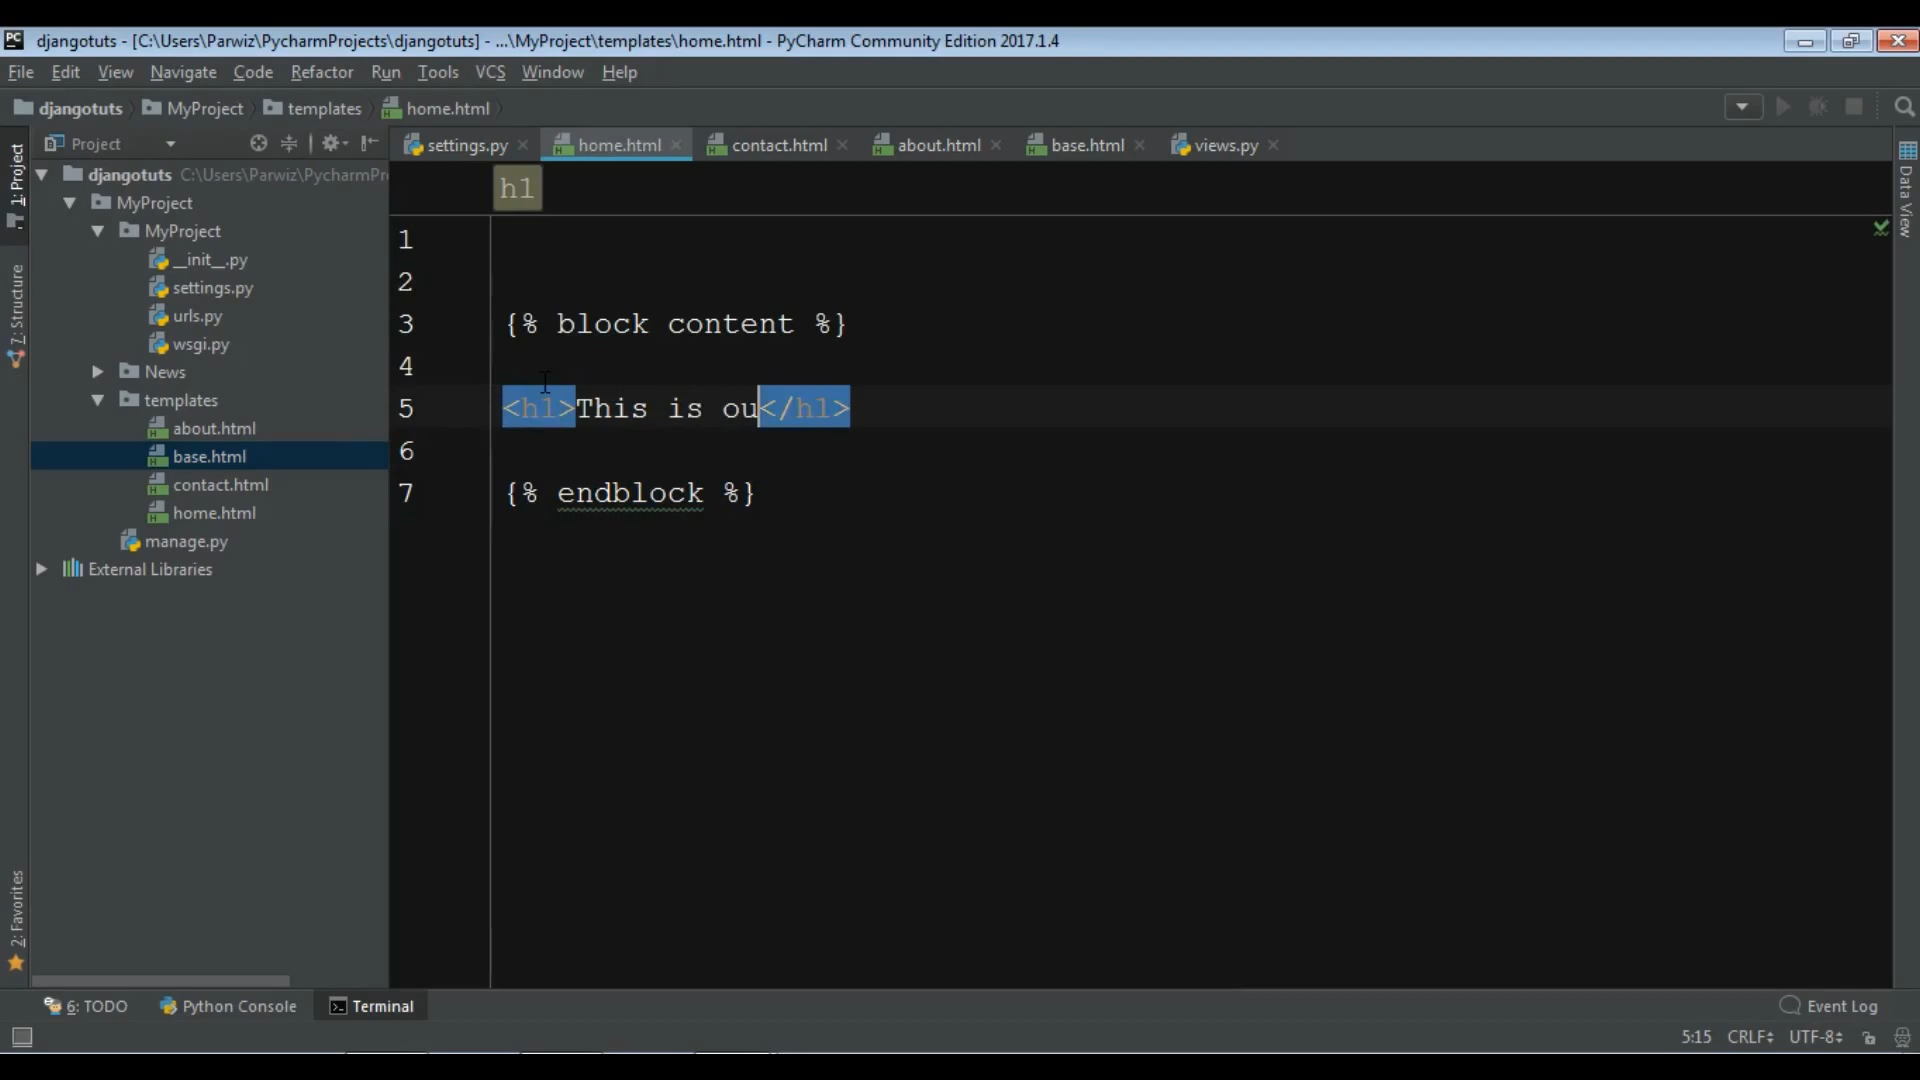 PC djangotuts - [C:\Users\Parwiz\PycharmProjects\djangotuts] - ...\MyProject\templates\home.html - PyCharm Community Edition 2017.1.4
File Edit View Navigate Code Refactor Run Tools VCS Window Help
djangotuts MyProject templates home.html
Project
settings.py home.html contact.html about.html base.html views.py
1: Project
7: Structure
2: Favorites
djangotuts C:\Users\Parwiz\PycharmPr
MyProject
MyProject
__init__.py
settings.py
urls.py
wsgi.py
News
templates
about.html
base.html
contact.html
home.html
manage.py
External Libraries
h1
1
2
3 {% block content %}
4
5 <h1>This is ou</h1>
6
7 {% endblock %}
Data View
6: TODO Python Console Terminal Event Log
5:15 CRLF UTF-8